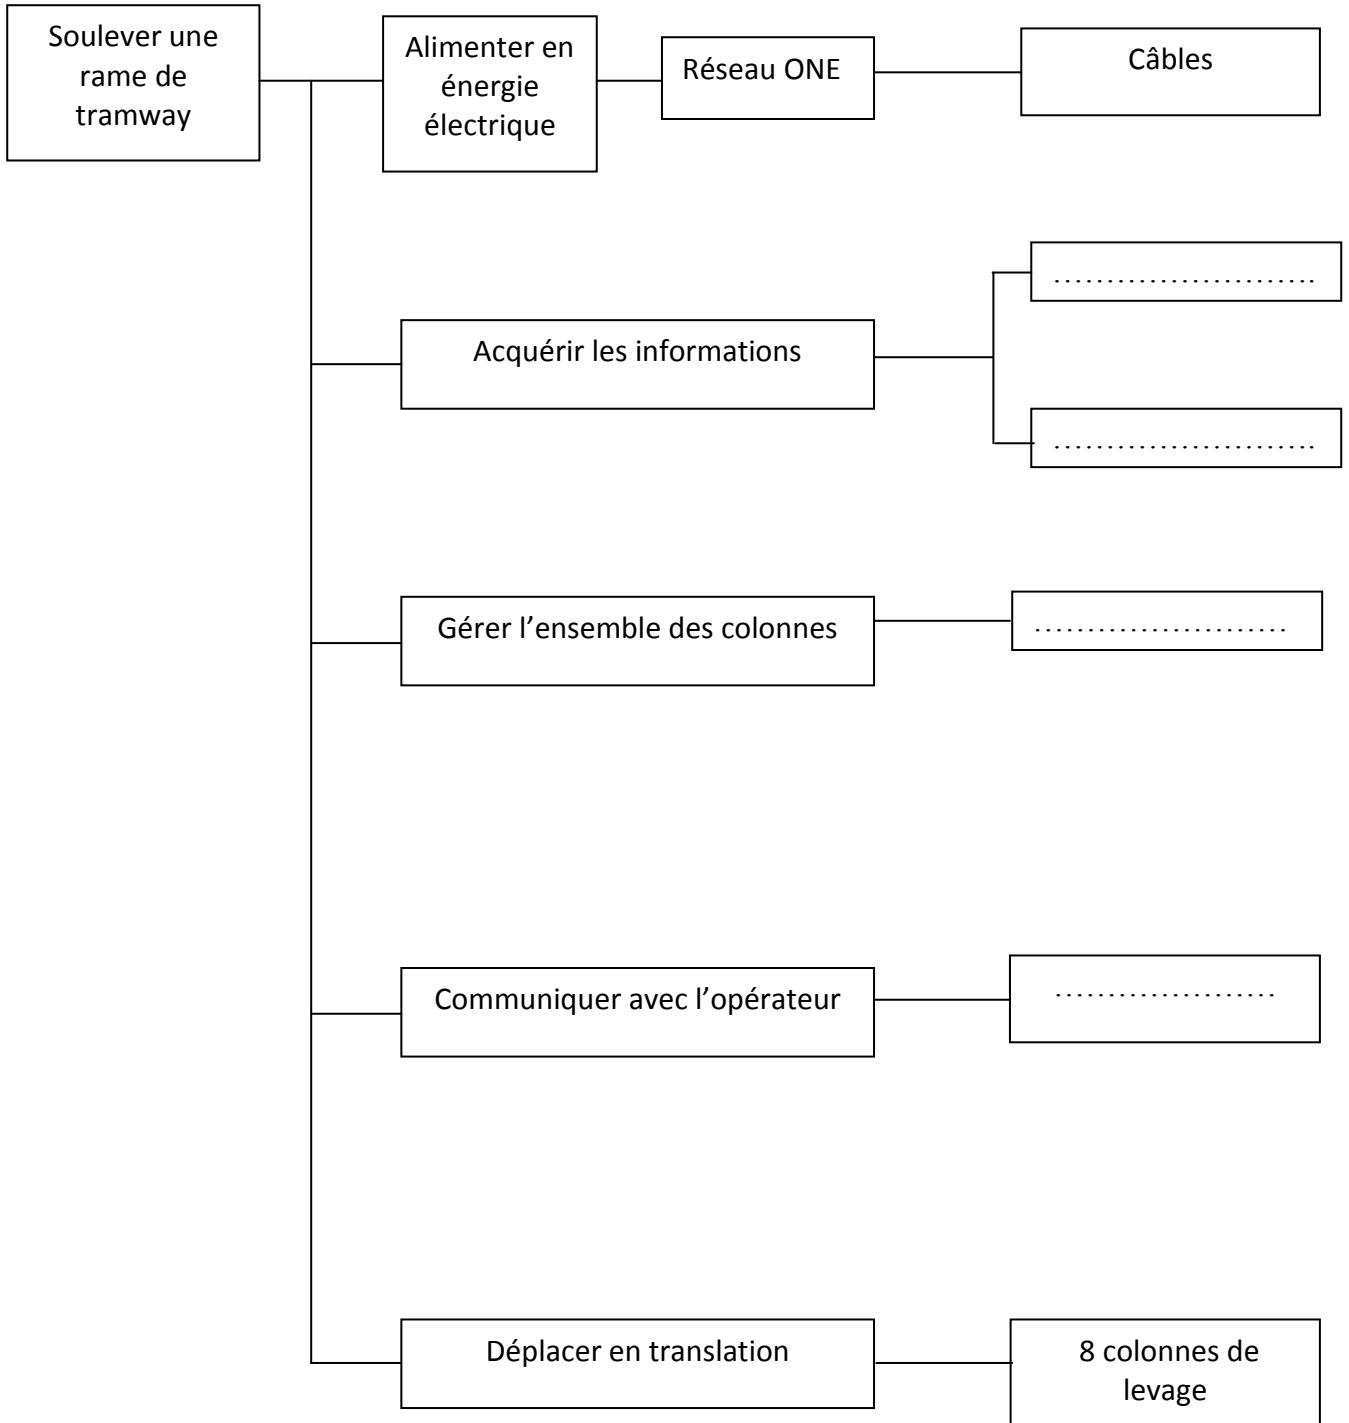 Soulever une
rame de
tramway
Alimenter en
énergie
électrique
Réseau ONE
Câbles
............................
Acquérir les informations
............................
Gérer l’ensemble des colonnes
...........................
Communiquer avec l’opérateur
........................
Déplacer en translation
8 colonnes de
levage